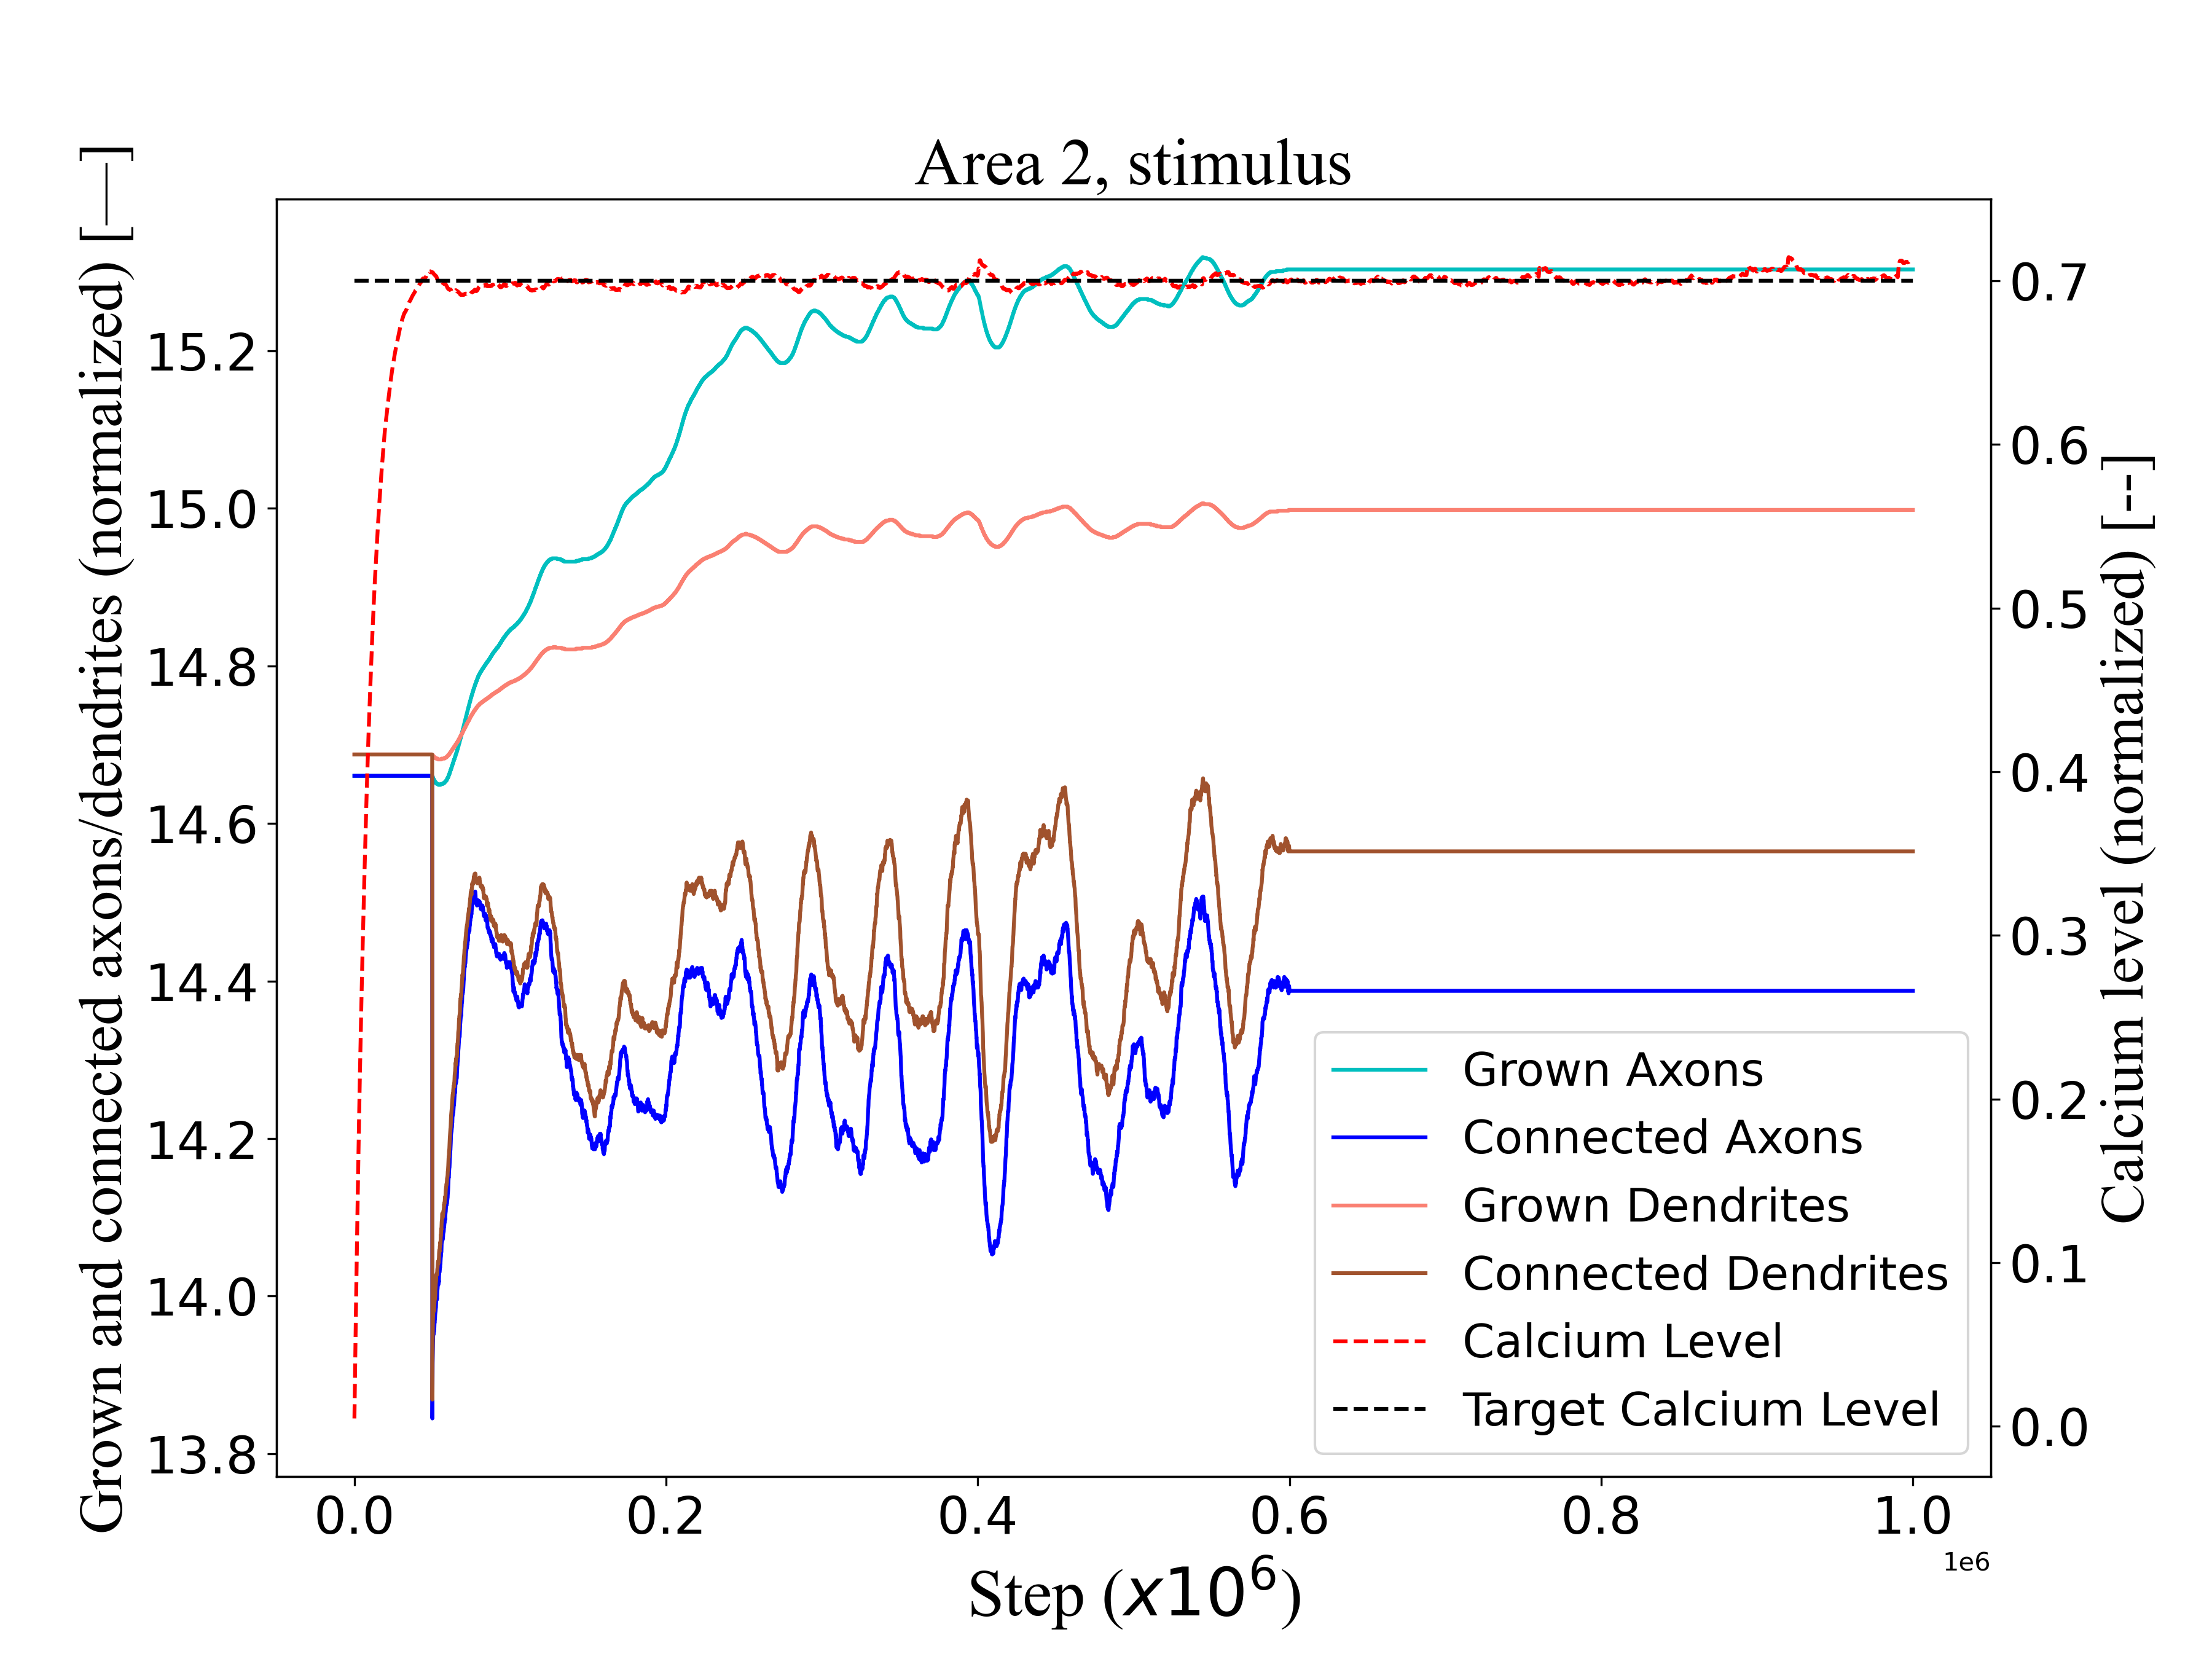 Area 2, stimulus
Grown and connected axons/dendrites (normalized) [—]
15.2
15.0
14.8
14.6
14.4
14.2
14.0
13.8
0.7
0.6
0.5
0.4
0.3
0.2
0.1
0.0
Calcium level (normalized) [--]
Grown Axons
Connected Axons
Grown Dendrites
Connected Dendrites
Calcium Level
Target Calcium Level
0.0 0.2 0.4 0.6 0.8 1.0
1e6
Step (x10⁶)